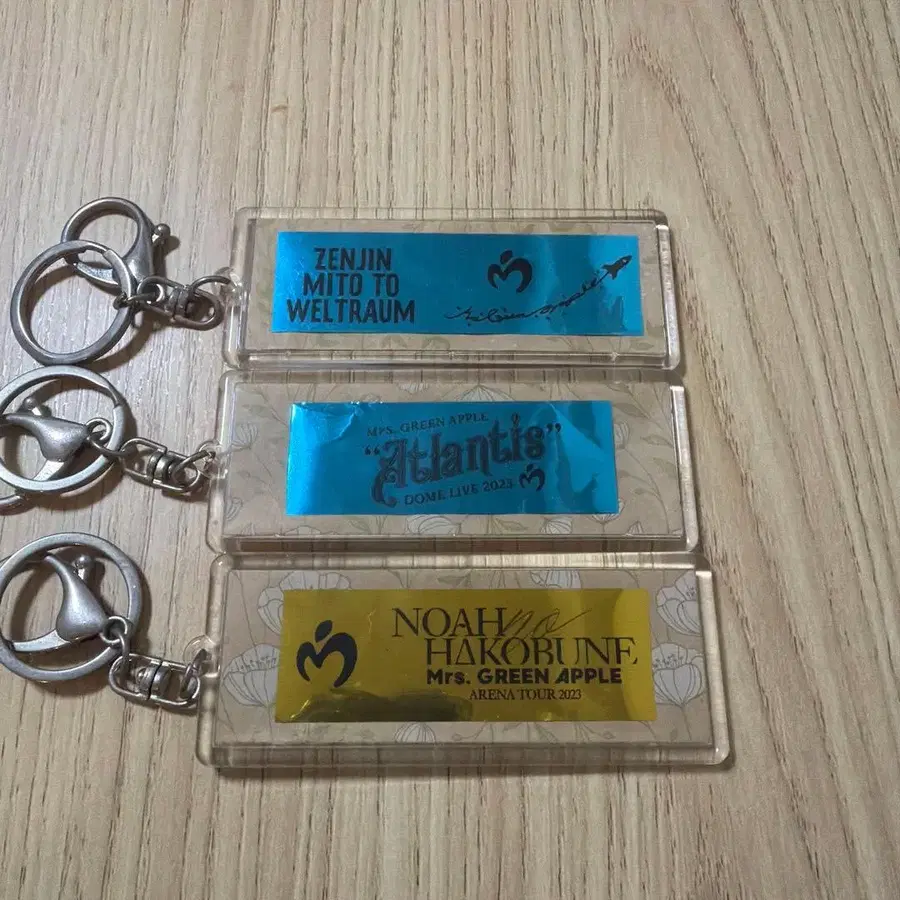 ZENJIN
MITO TO
WELTRAUM
MRS. GREEN APPLE
"Atlantis"
DOME LIVE 2023
NOAH no
HAKOBUNE
Mrs. GREEN APPLE
ARENA TOUR 2023